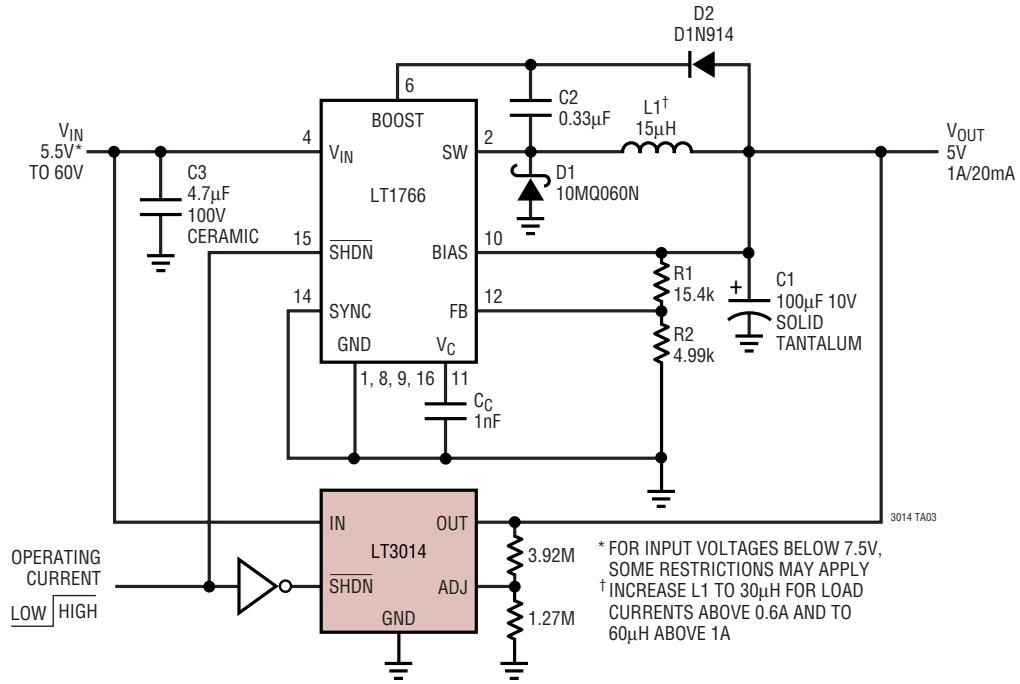 D2
D1N914
6
BOOST
C2
0.33µF
L1†
15µH
VIN
5.5V*
TO 60V
4
VIN
SW
2
VOUT
5V
1A/20mA
D1
10MQ060N
C3
4.7µF
100V
CERAMIC
LT1766
15
SHDN
BIAS
10
R1
15.4k
C1
100µF 10V
SOLID
TANTALUM
+
14
SYNC
FB
12
R2
4.99k
GND
VC
1, 8, 9, 16
11
CC
1nF
IN
OUT
3014 TA03
LT3014
3.92M
OPERATING
CURRENT
LOW HIGH
SHDN
ADJ
1.27M
GND
* FOR INPUT VOLTAGES BELOW 7.5V,
SOME RESTRICTIONS MAY APPLY
† INCREASE L1 TO 30µH FOR LOAD
CURRENTS ABOVE 0.6A AND TO
60µH ABOVE 1A